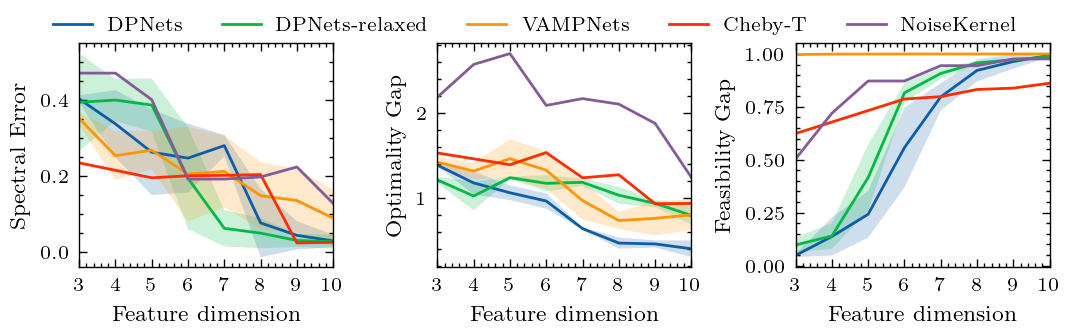 DPNets DPNets-relaxed VAMPNets Cheby-T NoiseKernel
Spectral Error
0.4
0.2
0.0
3 4 5 6 7 8 9 10
Feature dimension
Optimality Gap
2
1
3 4 5 6 7 8 9 10
Feature dimension
Feasibility Gap
1.00
0.75
0.50
0.25
0.00
3 4 5 6 7 8 9 10
Feature dimension